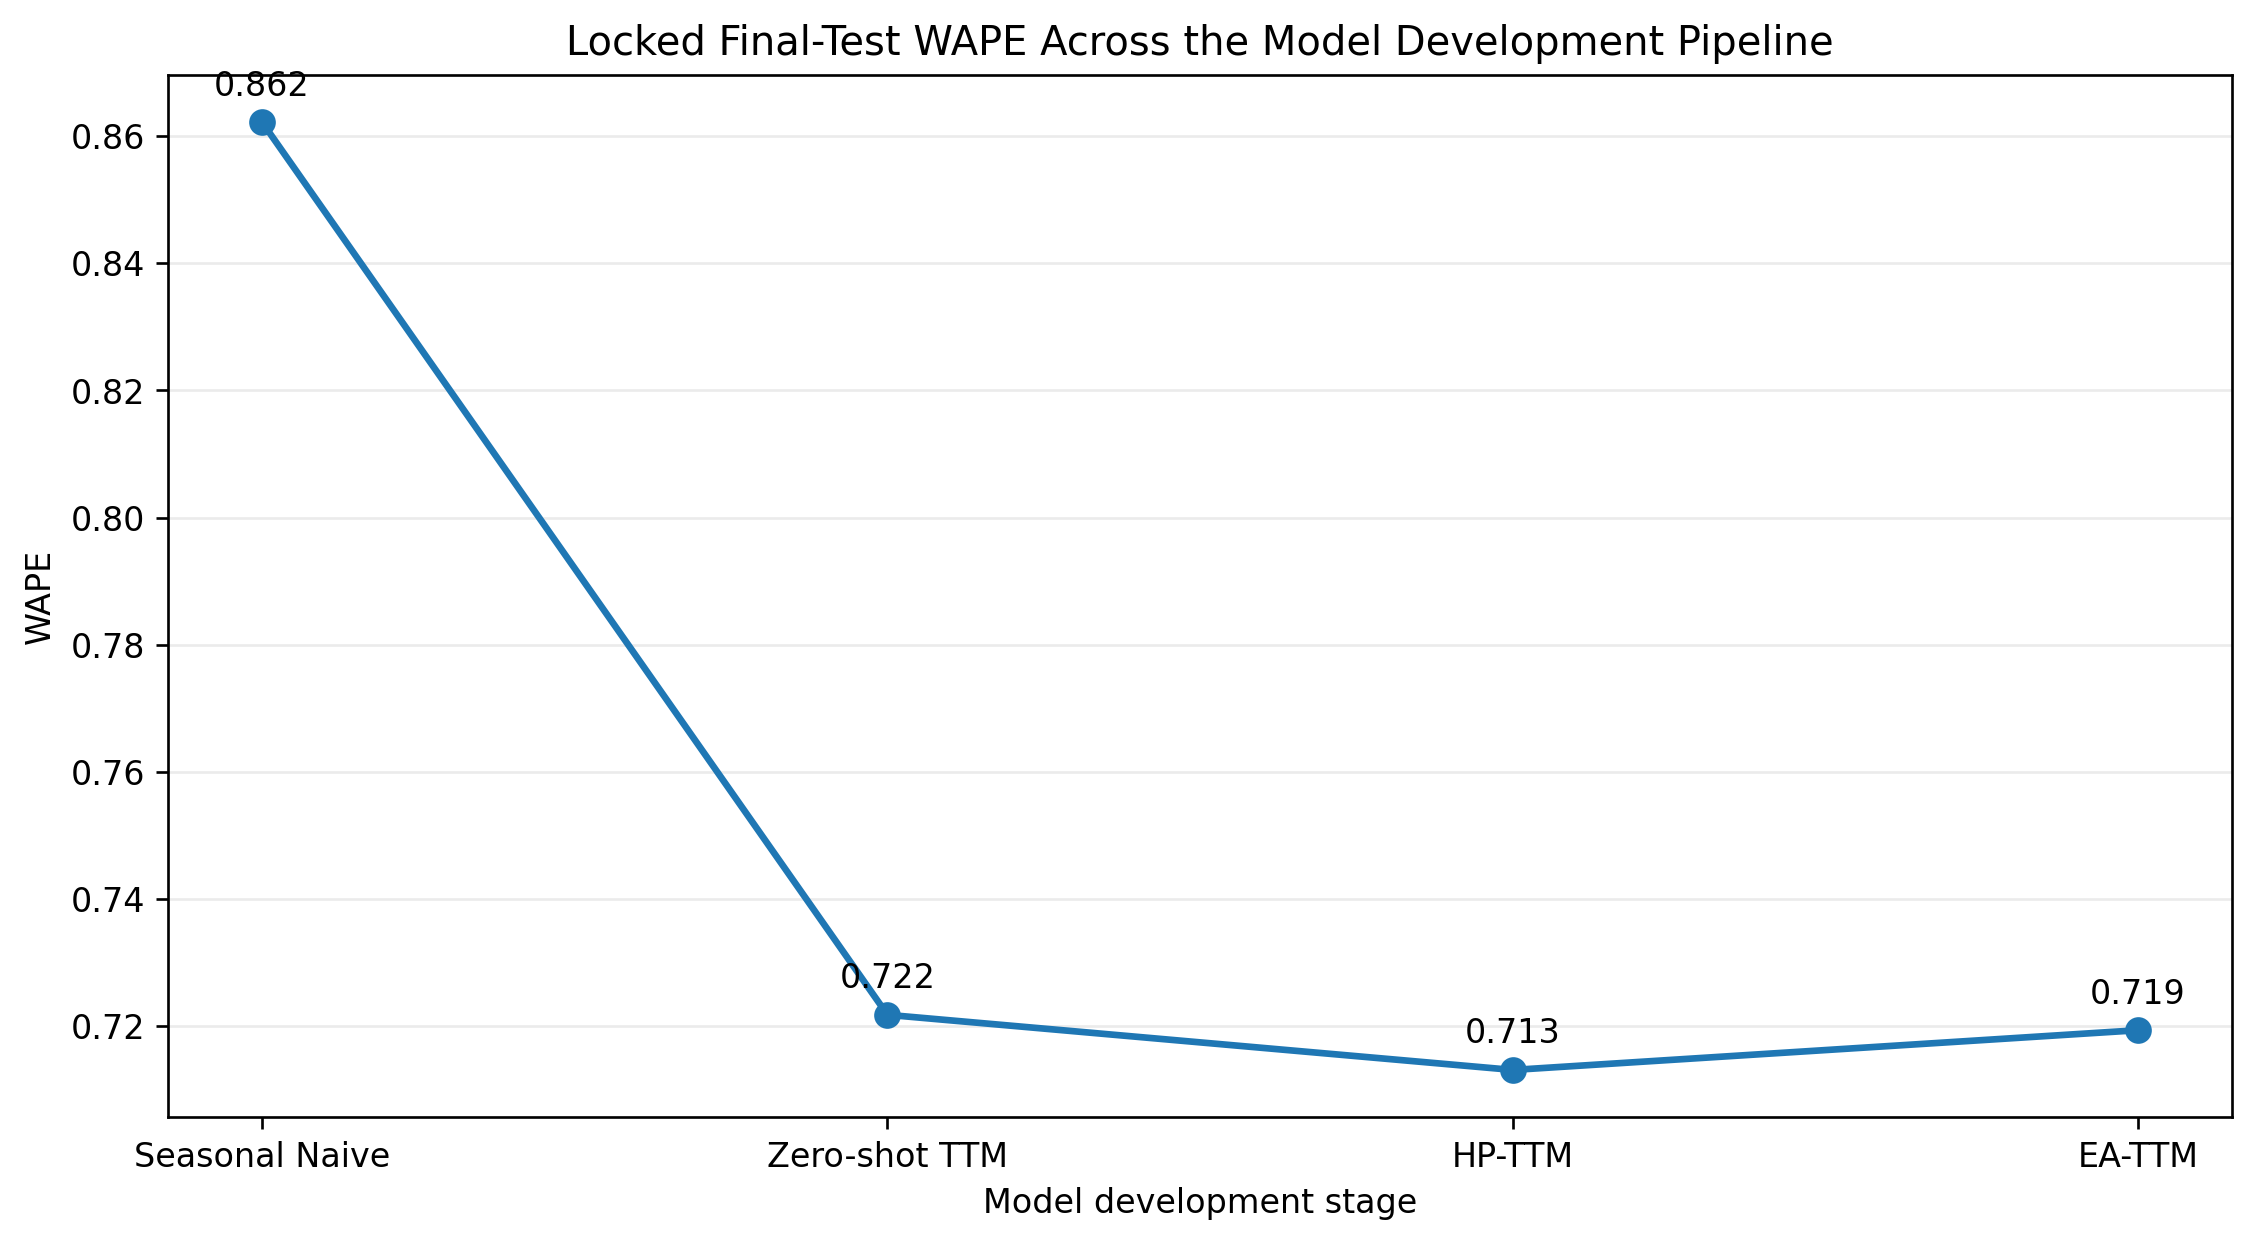 Locked Final-Test WAPE Across the Model Development Pipeline
0.862
0.86
0.84
0.82
0.80
0.78
0.76
0.74
0.72
WAPE
0.722
0.713
0.719
Seasonal Naive
Zero-shot TTM
HP-TTM
EA-TTM
Model development stage